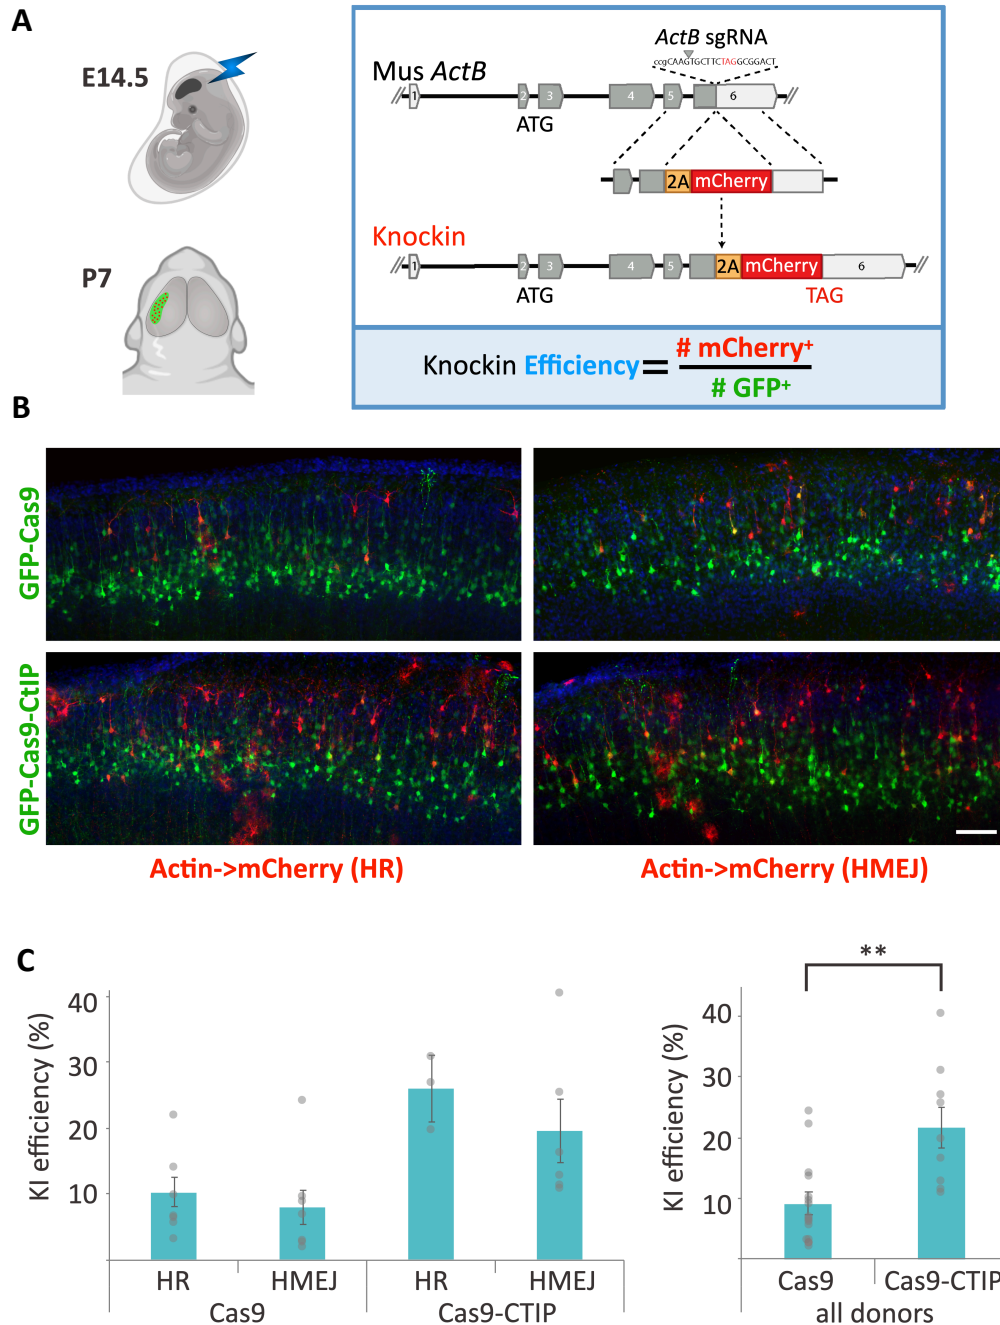 A
E14.5
P7
ActB sgRNA
ccgCAAGTGCTTCTAGGCGGACT
Mus ActB
1 2 3 4 5 6
ATG
2A mCherry
Knockin
1 2 3 4 5 2A mCherry 6
ATG
TAG
Knockin Efficiency = # mCherry+
# GFP+
B
GFP-Cas9
GFP-Cas9-CtIP
Actin->mCherry (HR)
Actin->mCherry (HMEJ)
C
KI efficiency (%)
40
30
20
10
HR HMEJ HR HMEJ
Cas9 Cas9-CTIP
**
KI efficiency (%)
40
30
20
10
Cas9 Cas9-CTIP
all donors